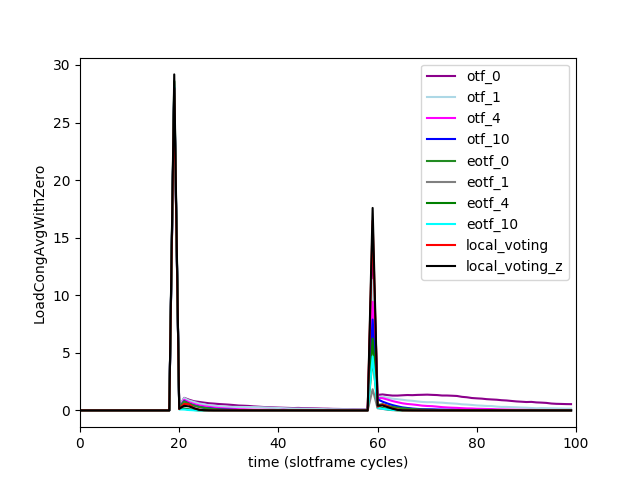 30
25
20
15
10
5
0
0 20 40 60 80 100
LoadCongAvgWithZero
time (slotframe cycles)
otf_0
otf_1
otf_4
otf_10
eotf_0
eotf_1
eotf_4
eotf_10
local_voting
local_voting_z